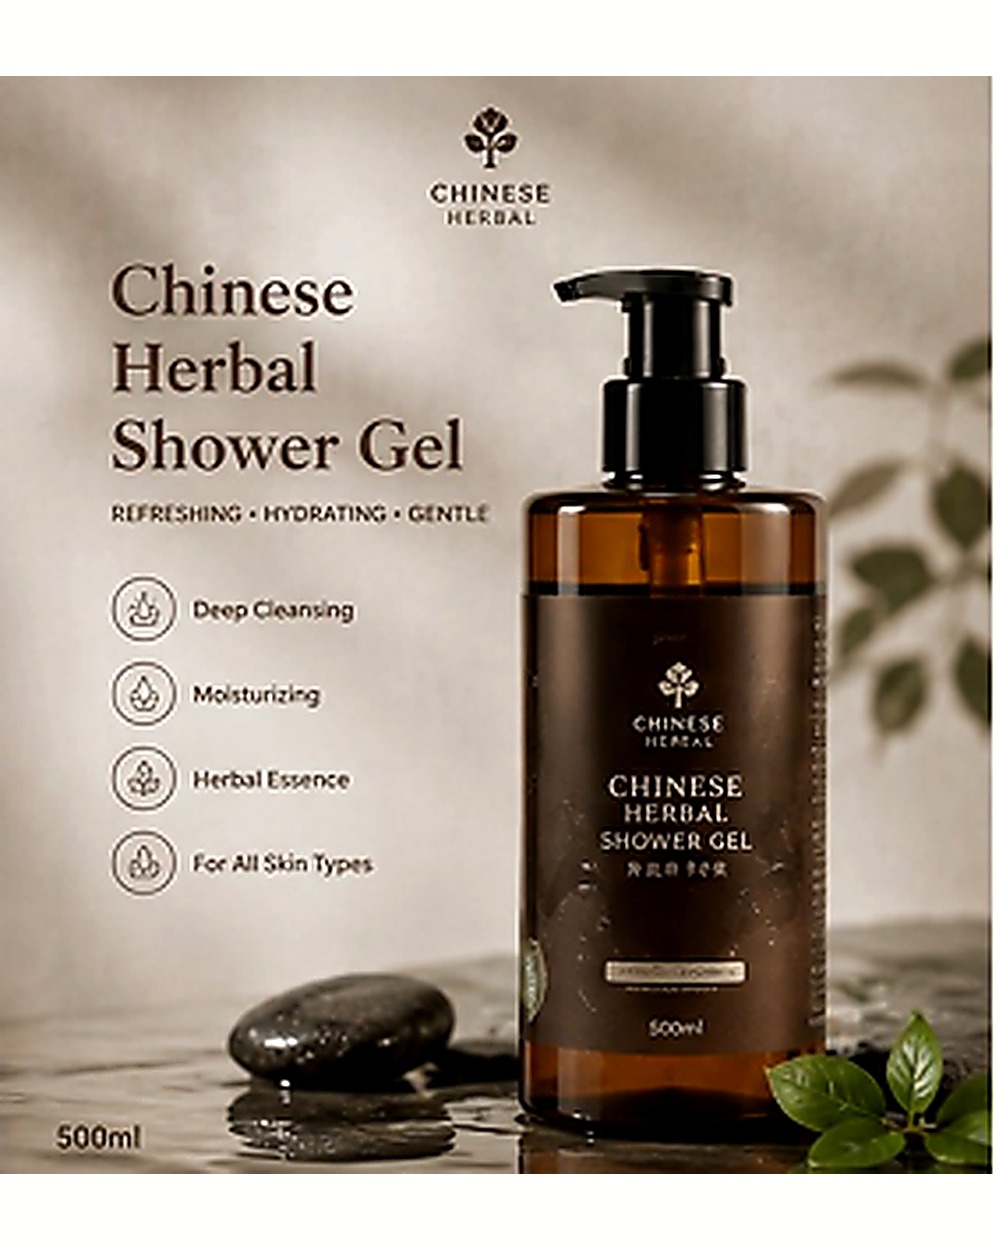 CHINESE
HERBAL
Chinese
Herbal
Shower Gel
REFRESHING • HYDRATING • GENTLE
Deep Cleansing
Moisturizing
Herbal Essence
For All Skin Types
CHINESE
HERBAL
CHINESE
HERBAL
SHOWER GEL
500ml
500ml